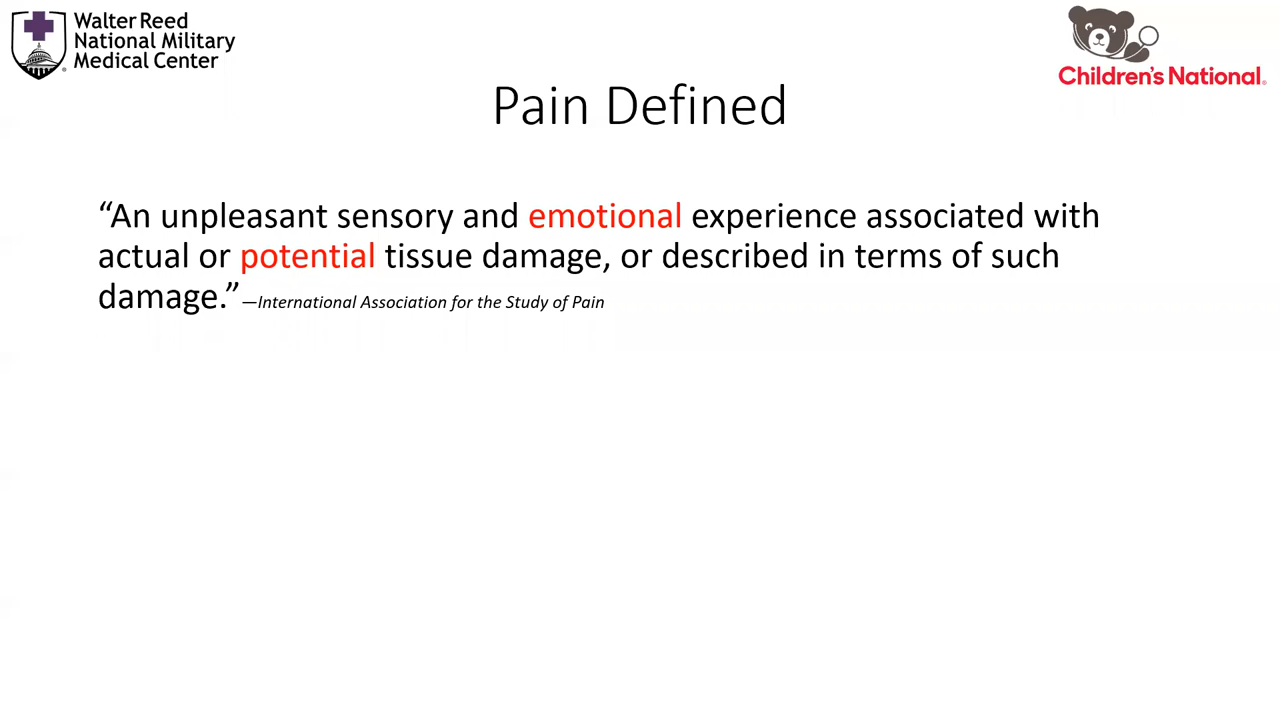 Walter Reed
National Military
Medical Center
Children's National.
Pain Defined
“An unpleasant sensory and emotional experience associated with
actual or potential tissue damage, or described in terms of such
damage.” —International Association for the Study of Pain